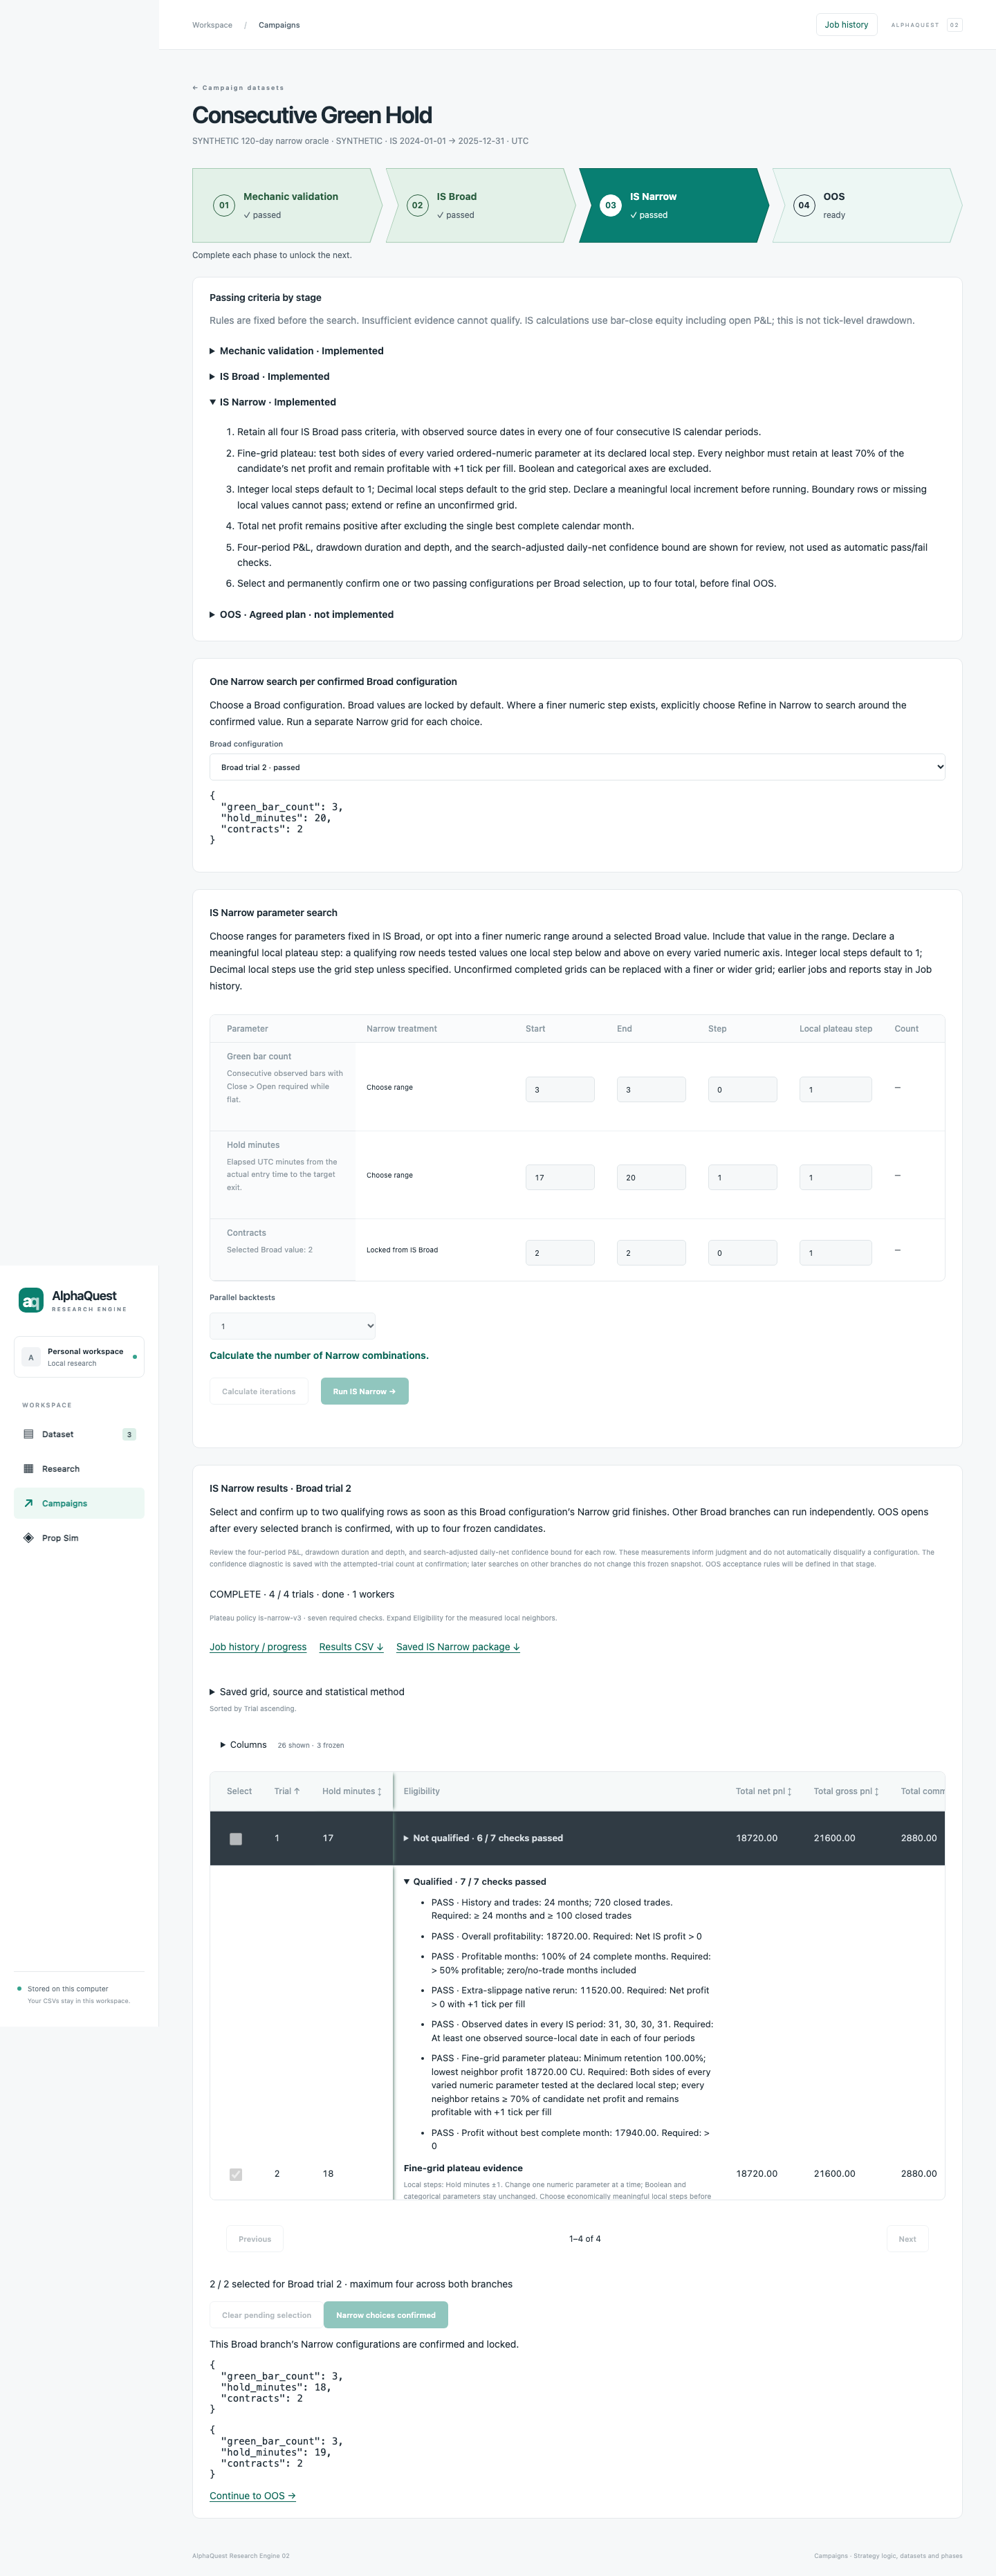 Workspace / Campaigns
Job history
ALPHAQUEST 02
← Campaign datasets
Consecutive Green Hold
SYNTHETIC 120-day narrow oracle · SYNTHETIC · IS 2024-01-01 → 2025-12-31 · UTC
01 Mechanic validation
✓ passed
02 IS Broad
✓ passed
03 IS Narrow
✓ passed
04 OOS
ready
Complete each phase to unlock the next.
Passing criteria by stage
Rules are fixed before the search. Insufficient evidence cannot qualify. IS calculations use bar-close equity including open P&L; this is not tick-level drawdown.
▶ Mechanic validation · Implemented
▶ IS Broad · Implemented
▼ IS Narrow · Implemented
1. Retain all four IS Broad pass criteria, with observed source dates in every one of four consecutive IS calendar periods.
2. Fine-grid plateau: test both sides of every varied ordered-numeric parameter at its declared local step. Every neighbor must retain at least 70% of the
candidate's net profit and remain profitable with +1 tick per fill. Boolean and categorical axes are excluded.
3. Integer local steps default to 1; Decimal local steps default to the grid step. Declare a meaningful local increment before running. Boundary rows or missing
local values cannot pass; extend or refine an unconfirmed grid.
4. Total net profit remains positive after excluding the single best complete calendar month.
5. Four-period P&L, drawdown duration and depth, and the search-adjusted daily-net confidence bound are shown for review, not used as automatic pass/fail
checks.
6. Select and permanently confirm one or two passing configurations per Broad selection, up to four total, before final OOS.
▶ OOS · Agreed plan · not implemented
One Narrow search per confirmed Broad configuration
Choose a Broad configuration. Broad values are locked by default. Where a finer numeric step exists, explicitly choose Refine in Narrow to search around the
confirmed value. Run a separate Narrow grid for each choice.
Broad configuration
Broad trial 2 · passed
{
"green_bar_count": 3,
"hold_minutes": 20,
"contracts": 2
}
IS Narrow parameter search
Choose ranges for parameters fixed in IS Broad, or opt into a finer numeric range around a selected Broad value. Include that value in the range. Declare a
meaningful local plateau step: a qualifying row needs tested values one local step below and above on every varied numeric axis. Integer local steps default to 1;
Decimal local steps use the grid step unless specified. Unconfirmed completed grids can be replaced with a finer or wider grid; earlier jobs and reports stay in Job
history.
Parameter Narrow treatment Start End Step Local plateau step Count
Green bar count
Consecutive observed bars with
Close > Open required while
flat.
Choose range 3 3 0 1 —
Hold minutes
Elapsed UTC minutes from the
actual entry time to the target
exit.
Choose range 17 20 1 1 —
Contracts
Selected Broad value: 2
Locked from IS Broad 2 2 0 1 —
Parallel backtests
1
Calculate the number of Narrow combinations.
Calculate iterations Run IS Narrow →
aq AlphaQuest
RESEARCH ENGINE
A Personal workspace
Local research
WORKSPACE
Dataset 3
Research
Campaigns
Prop Sim
Stored on this computer
Your CSVs stay in this workspace.
IS Narrow results · Broad trial 2
Select and confirm up to two qualifying rows as soon as this Broad configuration's Narrow grid finishes. Other Broad branches can run independently. OOS opens
after every selected branch is confirmed, with up to four frozen candidates.
Review the four-period P&L, drawdown duration and depth, and search-adjusted daily-net confidence bound for each row. These measurements inform judgment and do not automatically disqualify a configuration. The
confidence diagnostic is saved with the attempted-trial count at confirmation; later searches on other branches do not change this frozen snapshot. OOS acceptance rules will be defined in that stage.
COMPLETE · 4 / 4 trials · done · 1 workers
Plateau policy is-narrow-v3 · seven required checks. Expand Eligibility for the measured local neighbors.
Job history / progress Results CSV ↓ Saved IS Narrow package ↓
▶ Saved grid, source and statistical method
Sorted by Trial ascending.
▶ Columns 26 shown · 3 frozen
Select Trial ↑ Hold minutes ↕ Eligibility Total net pnl ↕ Total gross pnl ↕ Total comm
1 17 ▶ Not qualified · 6 / 7 checks passed 18720.00 21600.00 2880.00
▼ Qualified · 7 / 7 checks passed
• PASS · History and trades: 24 months; 720 closed trades.
Required: ≥ 24 months and ≥ 100 closed trades
• PASS · Overall profitability: 18720.00. Required: Net IS profit > 0
• PASS · Profitable months: 100% of 24 complete months. Required:
> 50% profitable; zero/no-trade months included
• PASS · Extra-slippage native rerun: 11520.00. Required: Net profit
> 0 with +1 tick per fill
• PASS · Observed dates in every IS period: 31, 30, 30, 31. Required:
At least one observed source-local date in each of four periods
• PASS · Fine-grid parameter plateau: Minimum retention 100.00%;
lowest neighbor profit 18720.00 CU. Required: Both sides of every
varied numeric parameter tested at the declared local step; every
neighbor retains ≥ 70% of candidate net profit and remains
profitable with +1 tick per fill
• PASS · Profit without best complete month: 17940.00. Required: >
0
Fine-grid plateau evidence
2 18 18720.00 21600.00 2880.00
Local steps: Hold minutes ±1. Change one numeric parameter at a time; Boolean and
categorical parameters stay unchanged. Choose economically meaningful local steps before
Previous 1–4 of 4 Next
2 / 2 selected for Broad trial 2 · maximum four across both branches
Clear pending selection Narrow choices confirmed
This Broad branch's Narrow configurations are confirmed and locked.
{
"green_bar_count": 3,
"hold_minutes": 18,
"contracts": 2
}
{
"green_bar_count": 3,
"hold_minutes": 19,
"contracts": 2
}
Continue to OOS →
AlphaQuest Research Engine 02
Campaigns · Strategy logic, datasets and phases